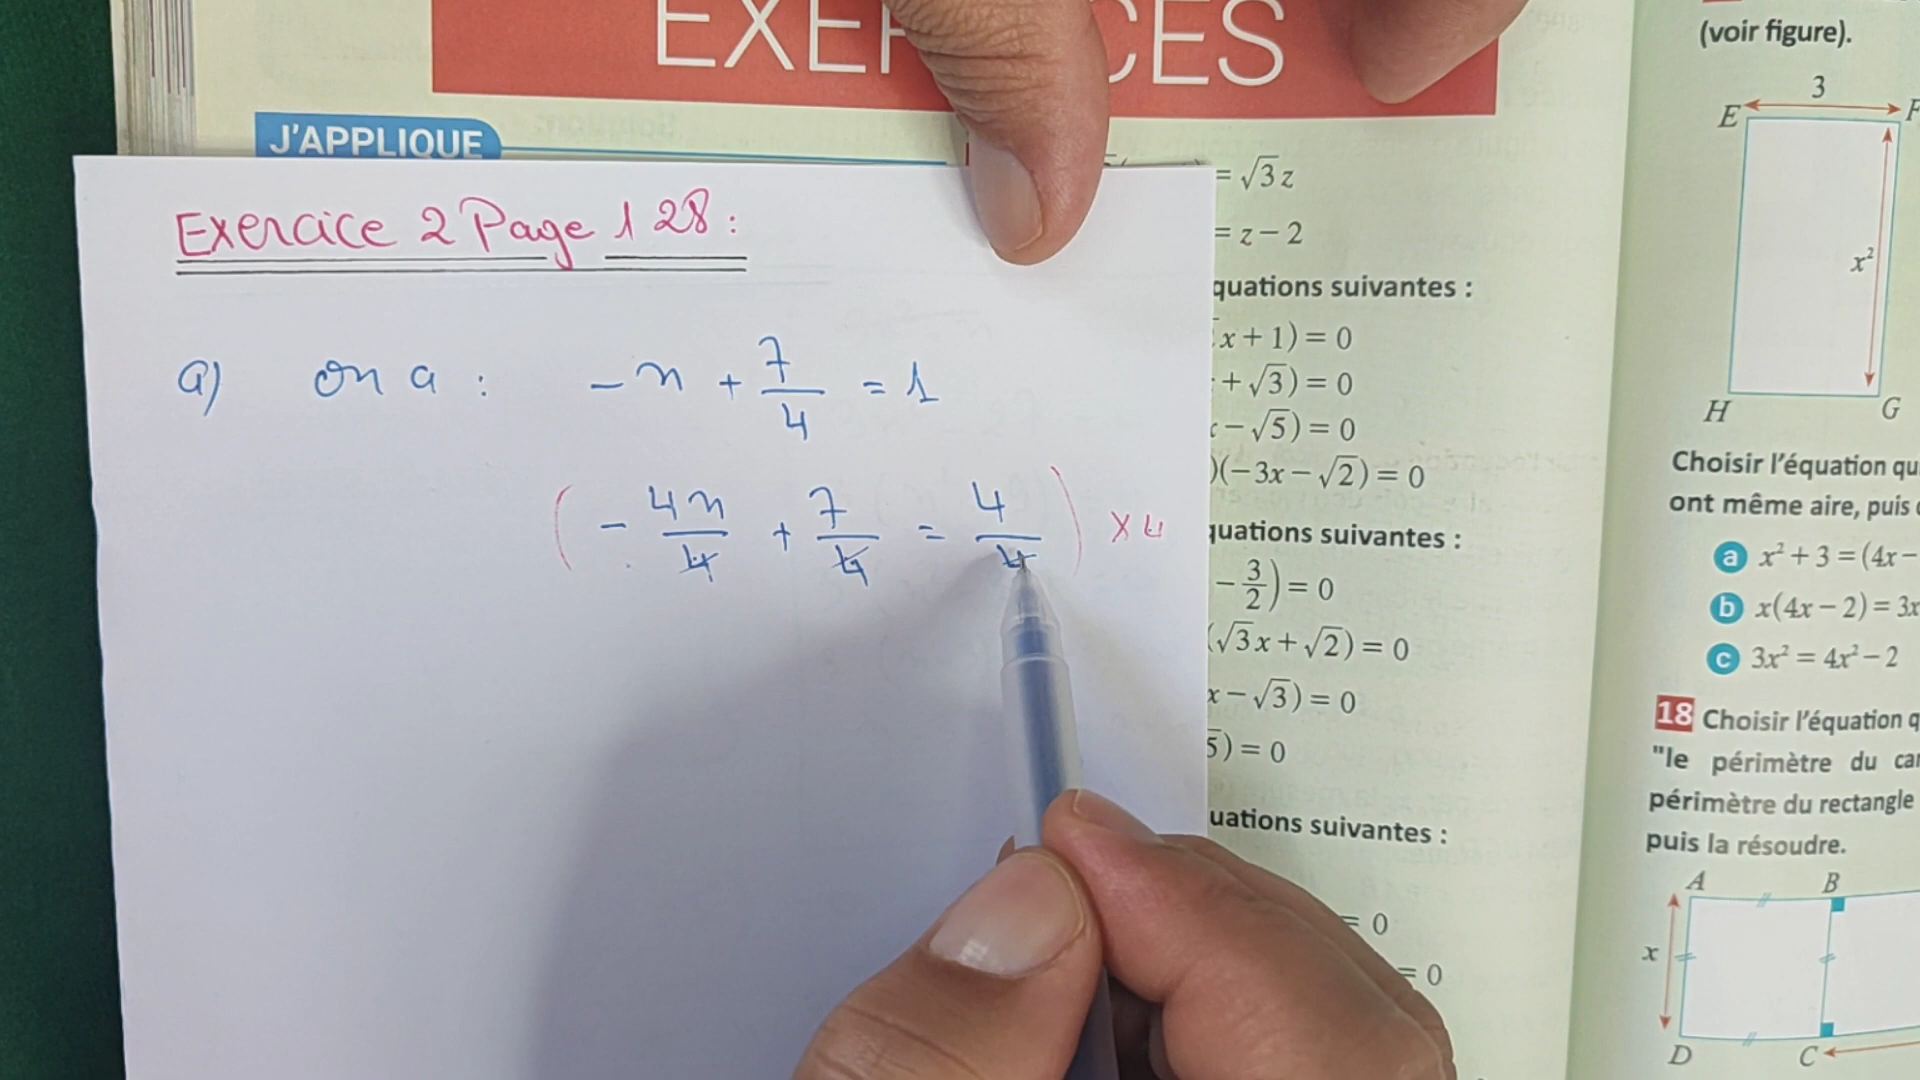 J'APPLIQUE
Exercice 2 Page 128 :
a) on a : - x + 7/4 = 1
( - 4x/4 + 7/4 = 4/4 ) × 4
= √3z
= z − 2
quations suivantes :
x + 1) = 0
+ √3) = 0
− √5) = 0
)(−3x − √2) = 0
quations suivantes :
− 3/2) = 0
(√3x + √2) = 0
x − √3) = 0
5) = 0
uations suivantes :
= 0
= 0
(voir figure).
3
E F
x²
H G
Choisir l'équation qu
ont même aire, puis
a x² + 3 = (4x −
b x(4x − 2) = 3x
c 3x² = 4x² − 2
18 Choisir l'équation q
"le périmètre du car
périmètre du rectangle
puis la résoudre.
A B
x
D C